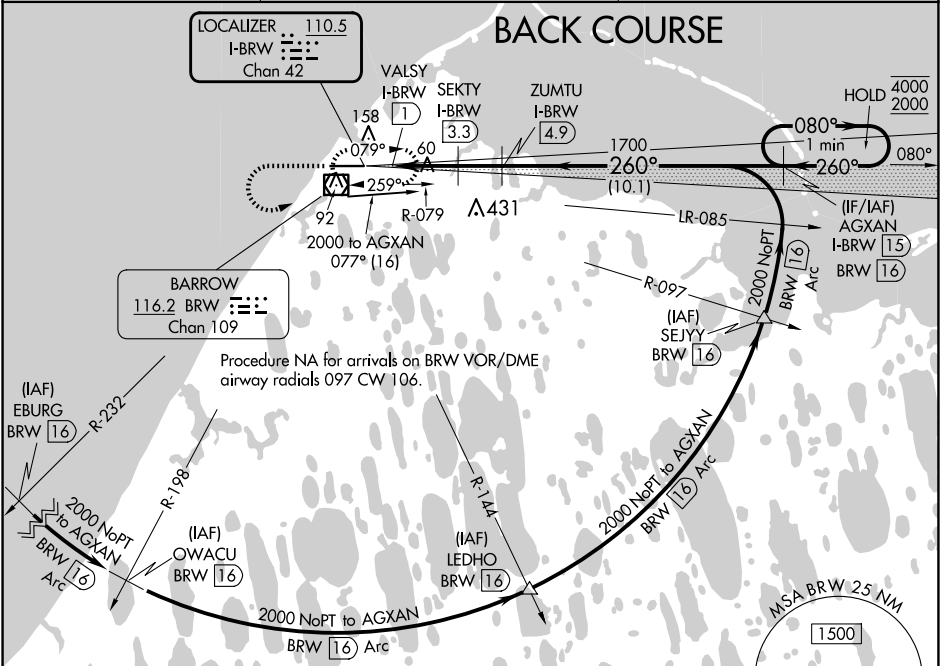 BACK COURSE
LOCALIZER 110.5
I-BRW
Chan 42
VALSY
I-BRW
1
SEKTY
I-BRW
3.3
ZUMTU
I-BRW
4.9
HOLD
4000
2000
158
079°
60
1700
260°
(10.1)
080°
1 min
260°
080°
259°
92
R-079
431
2000 to AGXAN
077° (16)
LR-085
(IF/IAF)
AGXAN
I-BRW 15
BRW 16
BARROW
116.2 BRW
Chan 109
R-097
2000 NoPT
BRW 16
Arc
(IAF)
SEJYY
BRW 16
Procedure NA for arrivals on BRW VOR/DME
airway radials 097 CW 106.
(IAF)
EBURG
BRW 16
R-232
R-198
R-144
2000 NoPT
to AGXAN
BRW 16
Arc
(IAF)
OWACU
BRW 16
(IAF)
LEDHO
BRW 16
2000 NoPT to AGXAN
BRW 16 Arc
2000 NoPT to AGXAN
BRW 16 Arc
MSA BRW 25 NM
1500